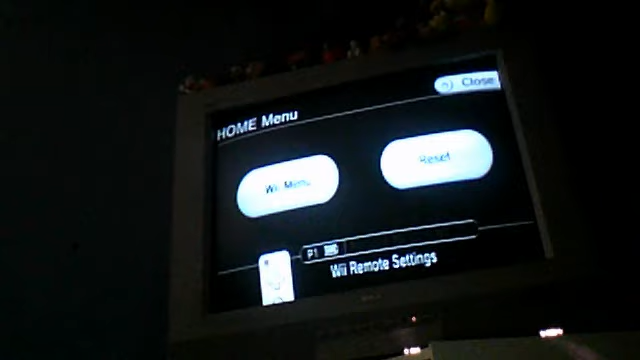 HOME Menu
Close
Wii Menu
Reset
P1
Wii Remote Settings